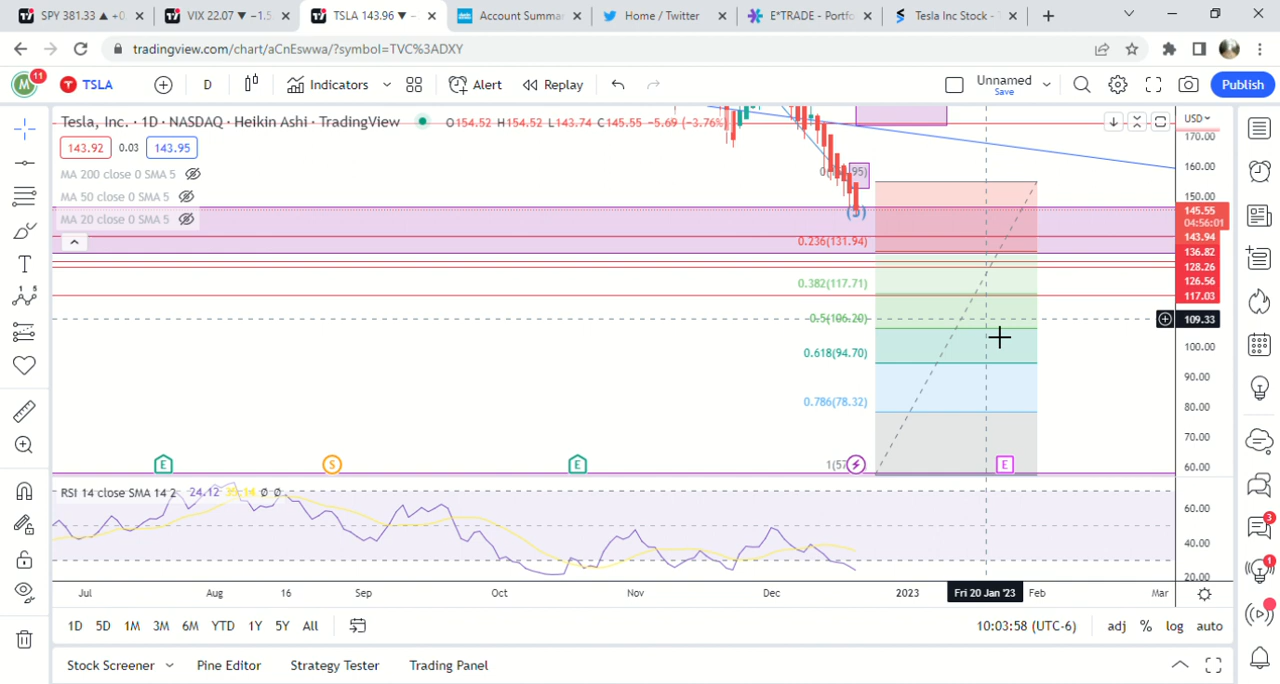 SPY 381.33 ▲ +0
VIX 22.07 ▼ −1.5
TSLA 143.96 ▼ −
Account Summar
Home / Twitter
E*TRADE - Portfo
Tesla Inc Stock -
tradingview.com/chart/aCnEswwa/?symbol=TVC%3ADXY
M
11
TSLA
D
Indicators
Alert
Replay
Unnamed
Save
Publish
Tesla, Inc. · 1D · NASDAQ · Heikin Ashi · TradingView
O154.52 H154.52 L143.74 C145.55 −5.69 (−3.76%)
USD
143.92
0.03
143.95
MA 200 close 0 SMA 5
MA 50 close 0 SMA 5
MA 20 close 0 SMA 5
170.00
160.00
150.00
145.55
04:56:01
143.94
136.82
128.26
126.56
117.03
109.33
100.00
90.00
80.00
70.00
60.00
(5)
0.236(131.94)
0.382(117.71)
0.5(106.20)
0.618(94.70)
0.786(78.32)
E
S
E
E
RSI 14 close SMA 14 2
24.12
Ø Ø
60.00
40.00
20.00
Jul
Aug
16
Sep
Oct
Nov
Dec
2023
Fri 20 Jan '23
Feb
Mar
1D
5D
1M
3M
6M
YTD
1Y
5Y
All
10:03:58 (UTC-6)
adj
%
log
auto
Stock Screener
Pine Editor
Strategy Tester
Trading Panel
3
1